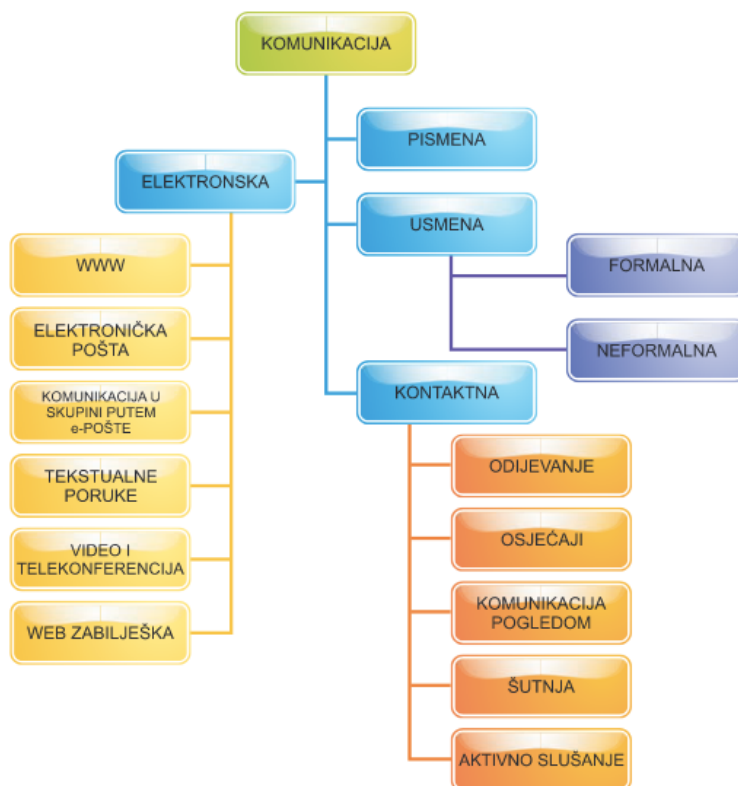 KOMUNIKACIJA
PISMENA
ELEKTRONSKA
USMENA
WWW
FORMALNA
ELEKTRONIČKA
POŠTA
NEFORMALNA
KOMUNIKACIJA U
SKUPINI PUTEM
e-POŠTE
KONTAKTNA
TEKSTUALNE
PORUKE
ODIJEVANJE
VIDEO I
TELEKONFERENCIJA
OSJEĆAJI
WEB ZABILJEŠKA
KOMUNIKACIJA
POGLEDOM
ŠUTNJA
AKTIVNO SLUŠANJE